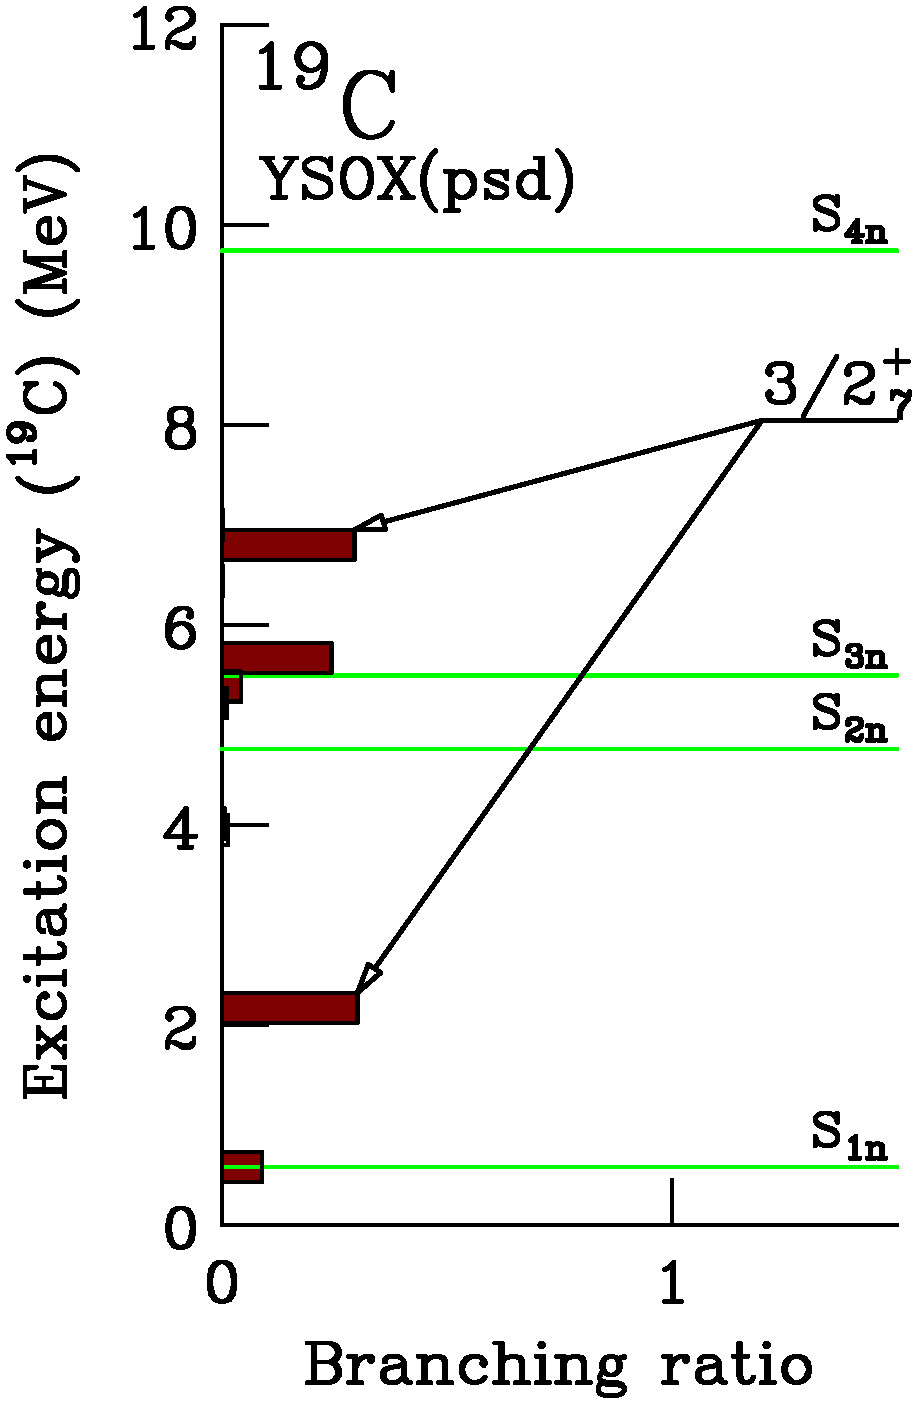 12
¹⁹C
YSOX(psd)
10
S₄ₙ
3/2⁺
8
6
S₃ₙ
S₂ₙ
4
2
S₁ₙ
0
0 1
Branching ratio
Excitation energy (¹⁹C) (MeV)